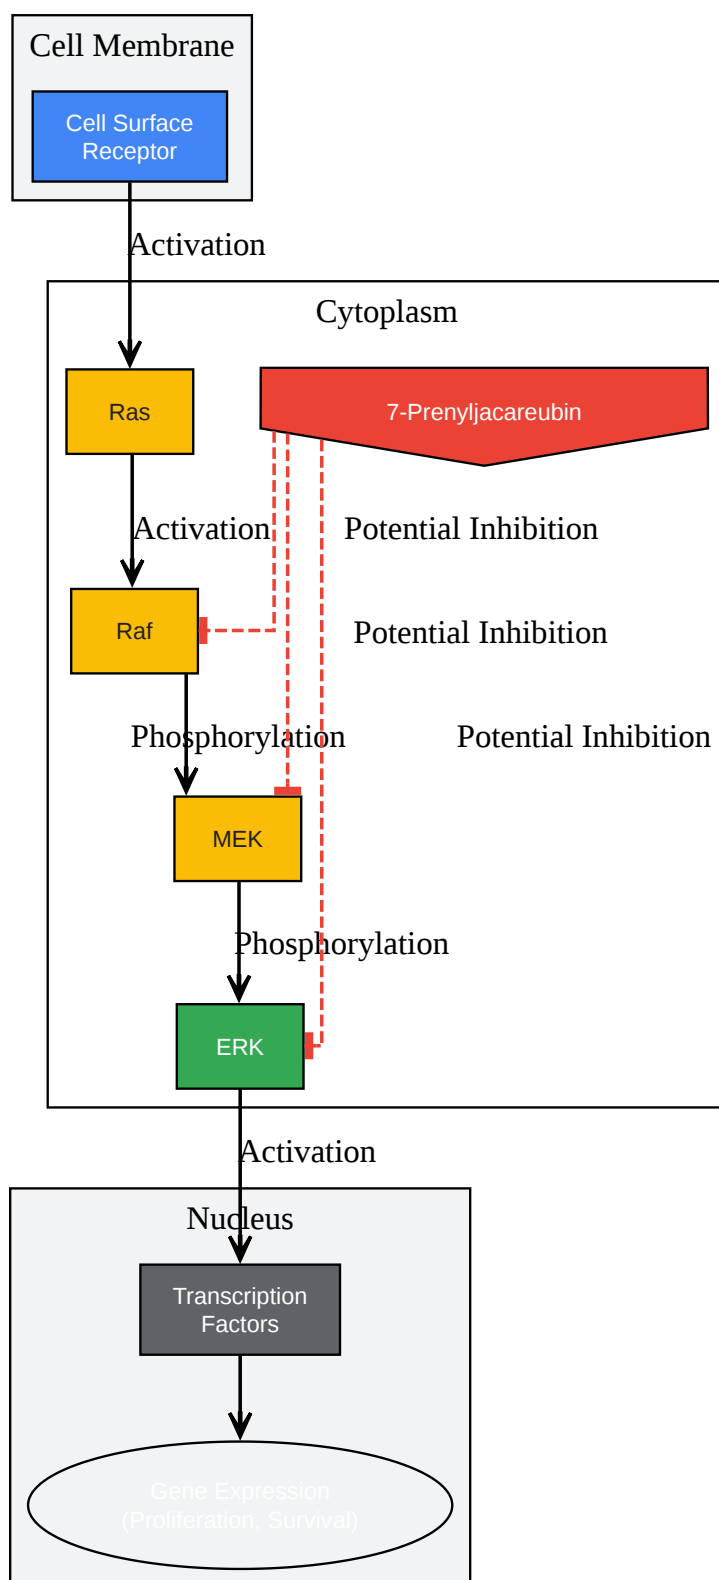 Cell Membrane
Cell Surface
Receptor
Activation
Cytoplasm
Ras
7-Prenyljacareubin
Activation
Potential Inhibition
Raf
Potential Inhibition
Phosphorylation
Potential Inhibition
MEK
Phosphorylation
ERK
Activation
Nucleus
Transcription
Factors
Gene Expression
(Proliferation, Survival)